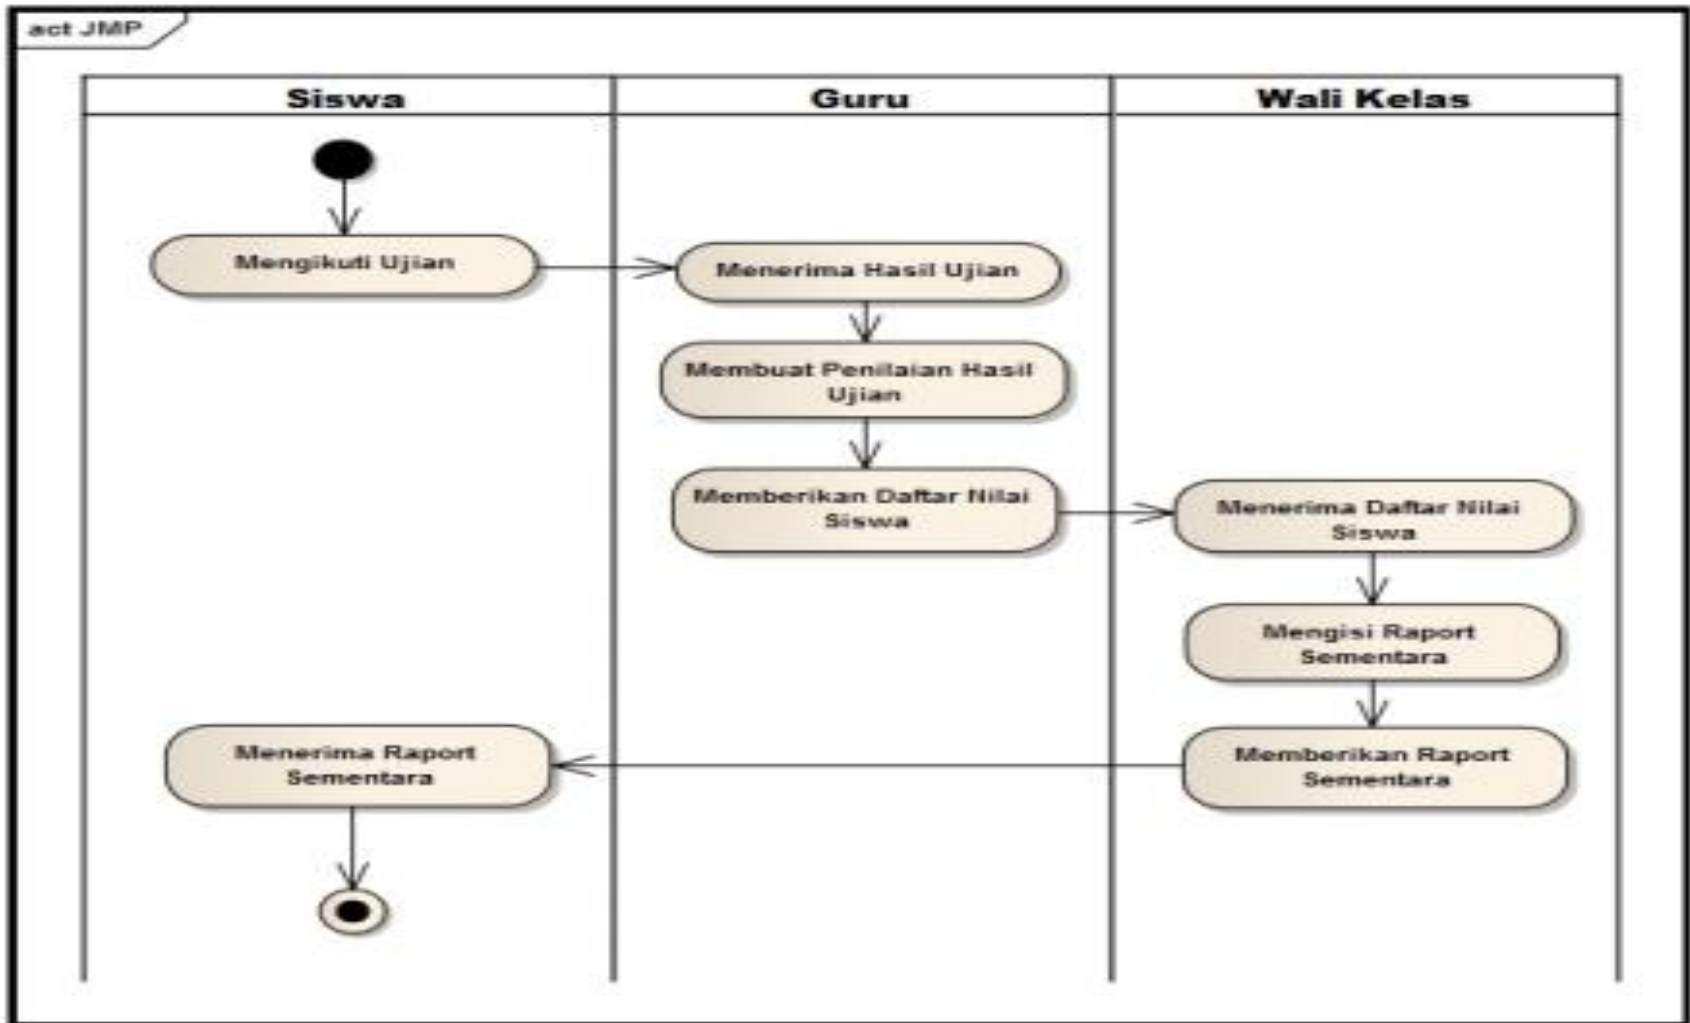 act JMP
Siswa
Guru
Wali Kelas
Mengikuti Ujian
Menerima Hasil Ujian
Membuat Penilaian Hasil
Ujian
Memberikan Daftar Nilai
Siswa
Menerima Daftar Nilai
Siswa
Mengisi Raport
Sementara
Memberikan Raport
Sementara
Menerima Raport
Sementara